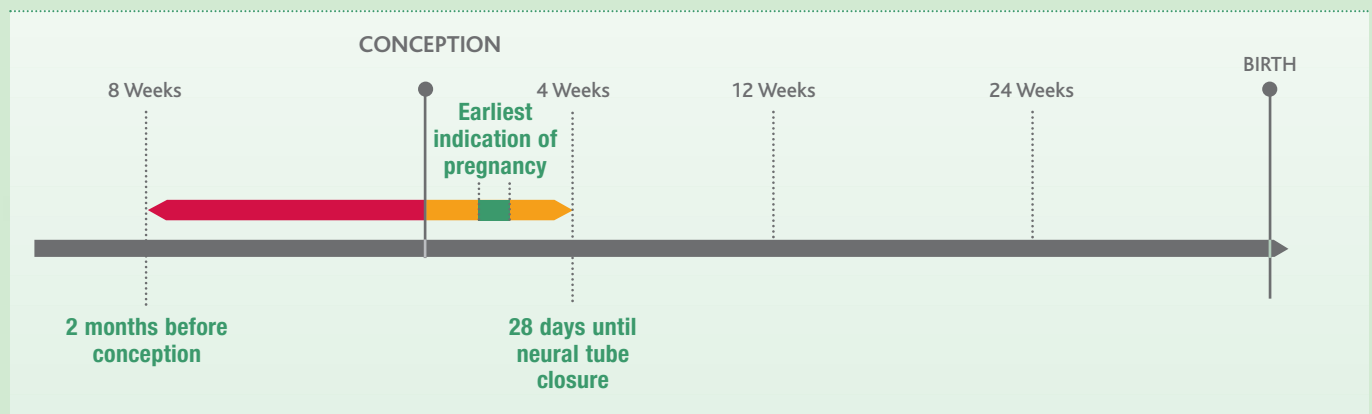 CONCEPTION
BIRTH
8 Weeks
4 Weeks
12 Weeks
24 Weeks
Earliest
indication of
pregnancy
2 months before
conception
28 days until
neural tube
closure